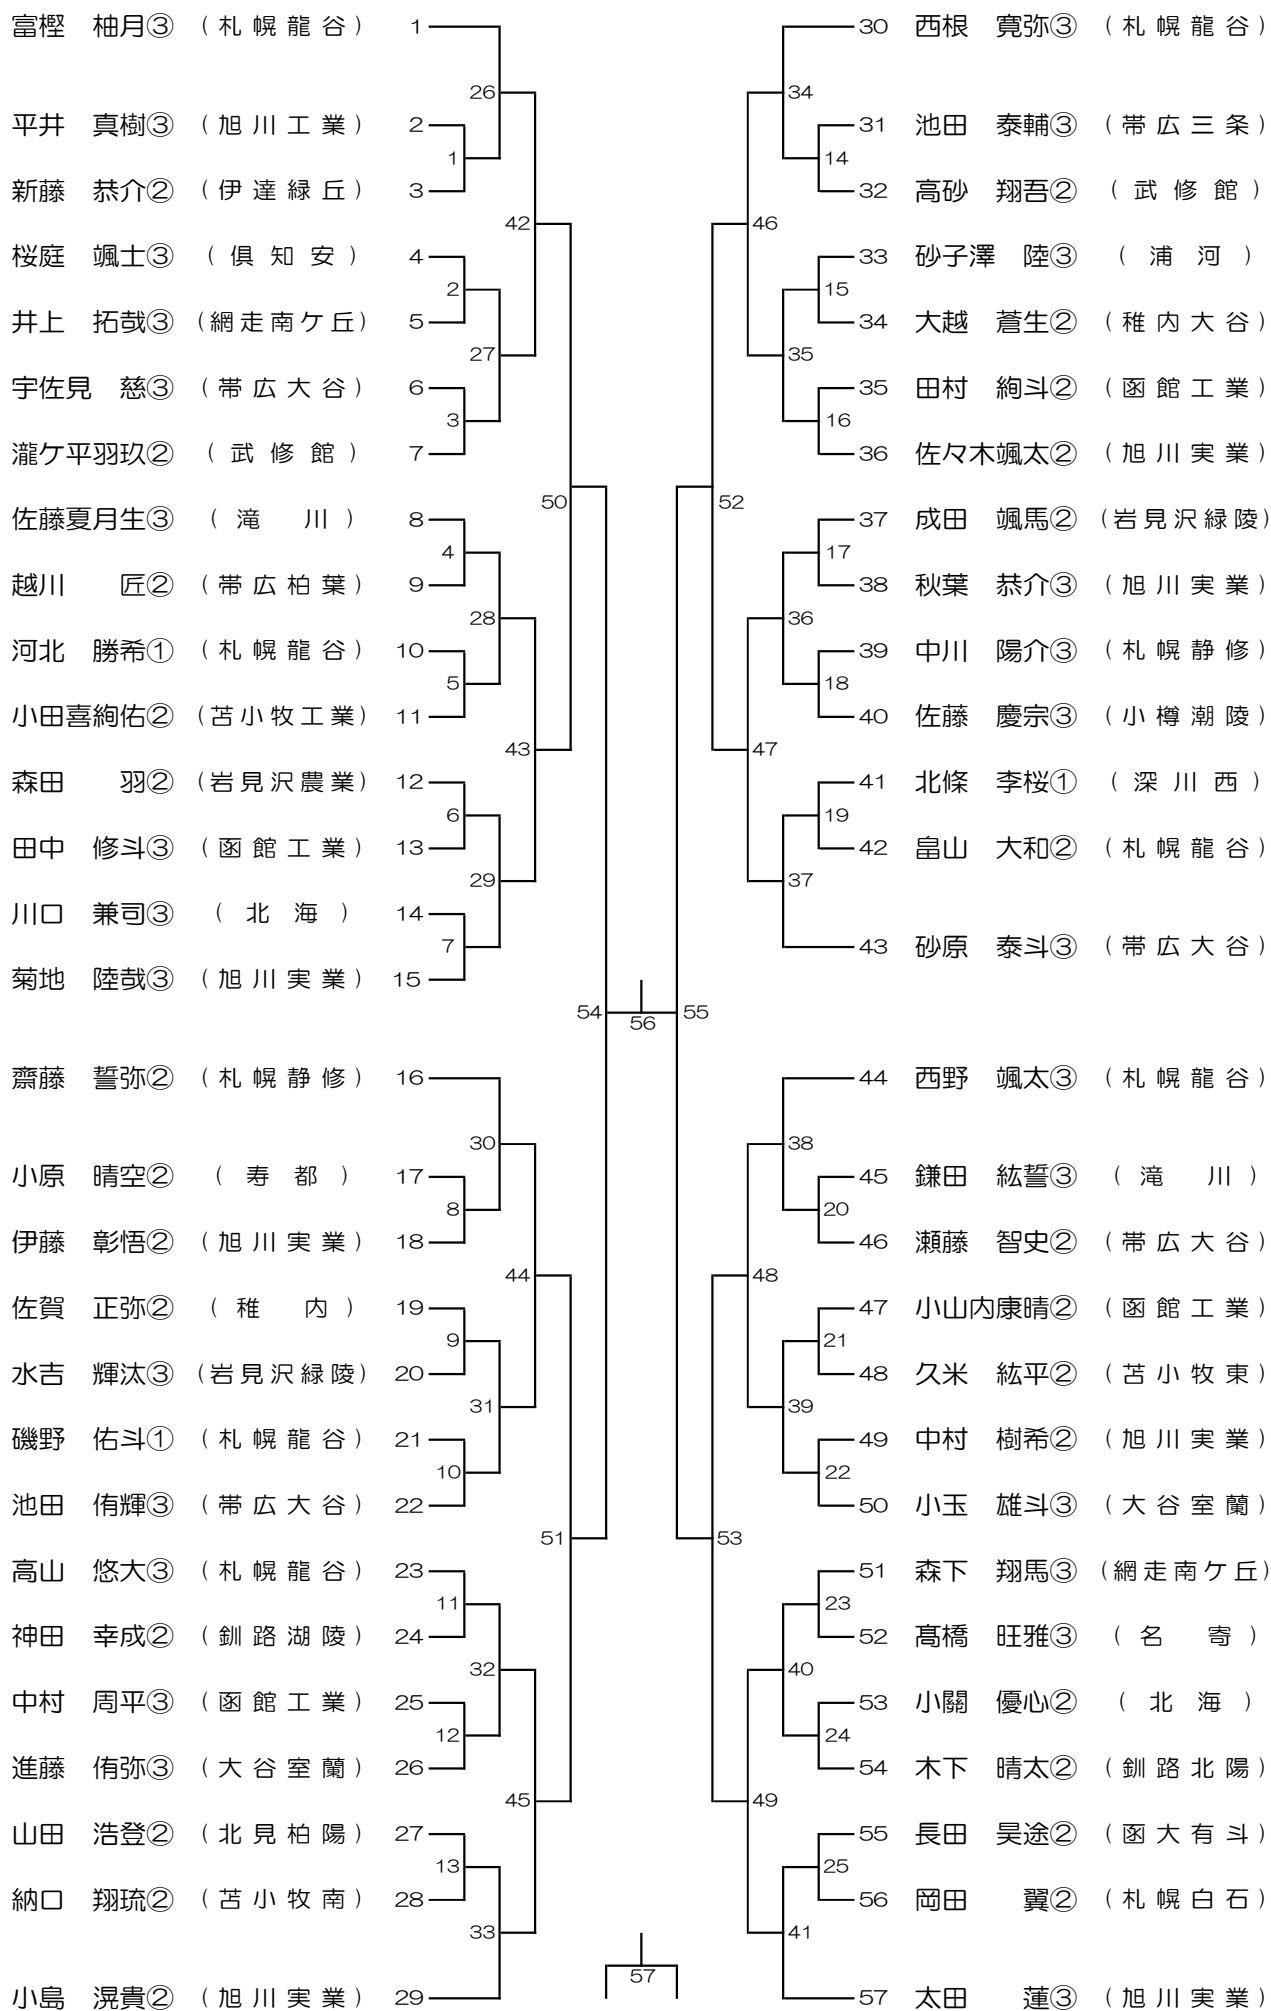 富樫 柚月③ (札幌龍谷) 1
26
平井 真樹③ (旭川工業) 2
1
新藤 恭介② (伊達緑丘) 3
42
桜庭 颯士③ (倶知安) 4
2
井上 拓哉③ (網走南ケ丘) 5
27
宇佐見 慈③ (帯広大谷) 6
3
瀧ケ平羽玖② (武修館) 7
50
佐藤夏月生③ (滝川) 8
4
越川 匠② (帯広柏葉) 9
28
河北 勝希① (札幌龍谷) 10
5
小田喜絢佑② (苫小牧工業) 11
43
森田 羽② (岩見沢農業) 12
6
田中 修斗③ (函館工業) 13
29
川口 兼司③ (北海) 14
7
菊地 陸哉③ (旭川実業) 15
54
56
55
齋藤 誓弥② (札幌静修) 16
30
小原 晴空② (寿都) 17
8
伊藤 彰悟② (旭川実業) 18
44
佐賀 正弥② (稚内) 19
9
水吉 輝汰③ (岩見沢緑陵) 20
31
磯野 佑斗① (札幌龍谷) 21
10
池田 侑輝③ (帯広大谷) 22
51
高山 悠大③ (札幌龍谷) 23
11
神田 幸成② (釧路湖陵) 24
32
中村 周平③ (函館工業) 25
12
進藤 侑弥③ (大谷室蘭) 26
45
山田 浩登② (北見柏陽) 27
13
納口 翔琉② (苫小牧南) 28
33
小島 滉貴② (旭川実業) 29
57
30 西根 寛弥③ (札幌龍谷)
34
31 池田 泰輔③ (帯広三条)
14
32 高砂 翔吾② (武修館)
46
33 砂子澤 陸③ (浦河)
15
34 大越 蒼生② (稚内大谷)
35
35 田村 絢斗② (函館工業)
16
36 佐々木颯太② (旭川実業)
52
37 成田 颯馬② (岩見沢緑陵)
17
38 秋葉 恭介③ (旭川実業)
36
39 中川 陽介③ (札幌静修)
18
40 佐藤 慶宗③ (小樽潮陵)
47
41 北條 李桜① (深川西)
19
42 畠山 大和② (札幌龍谷)
37
43 砂原 泰斗③ (帯広大谷)
44 西野 颯太③ (札幌龍谷)
38
45 鎌田 紘誓③ (滝川)
20
46 瀬藤 智史② (帯広大谷)
48
47 小山内康晴② (函館工業)
21
48 久米 紘平② (苫小牧東)
39
49 中村 樹希② (旭川実業)
22
50 小玉 雄斗③ (大谷室蘭)
53
51 森下 翔馬③ (網走南ケ丘)
23
52 髙橋 旺雅③ (名寄)
40
53 小關 優心② (北海)
24
54 木下 晴太② (釧路北陽)
49
55 長田 昊途② (函大有斗)
25
56 岡田 翼② (札幌白石)
41
57 太田 蓮③ (旭川実業)